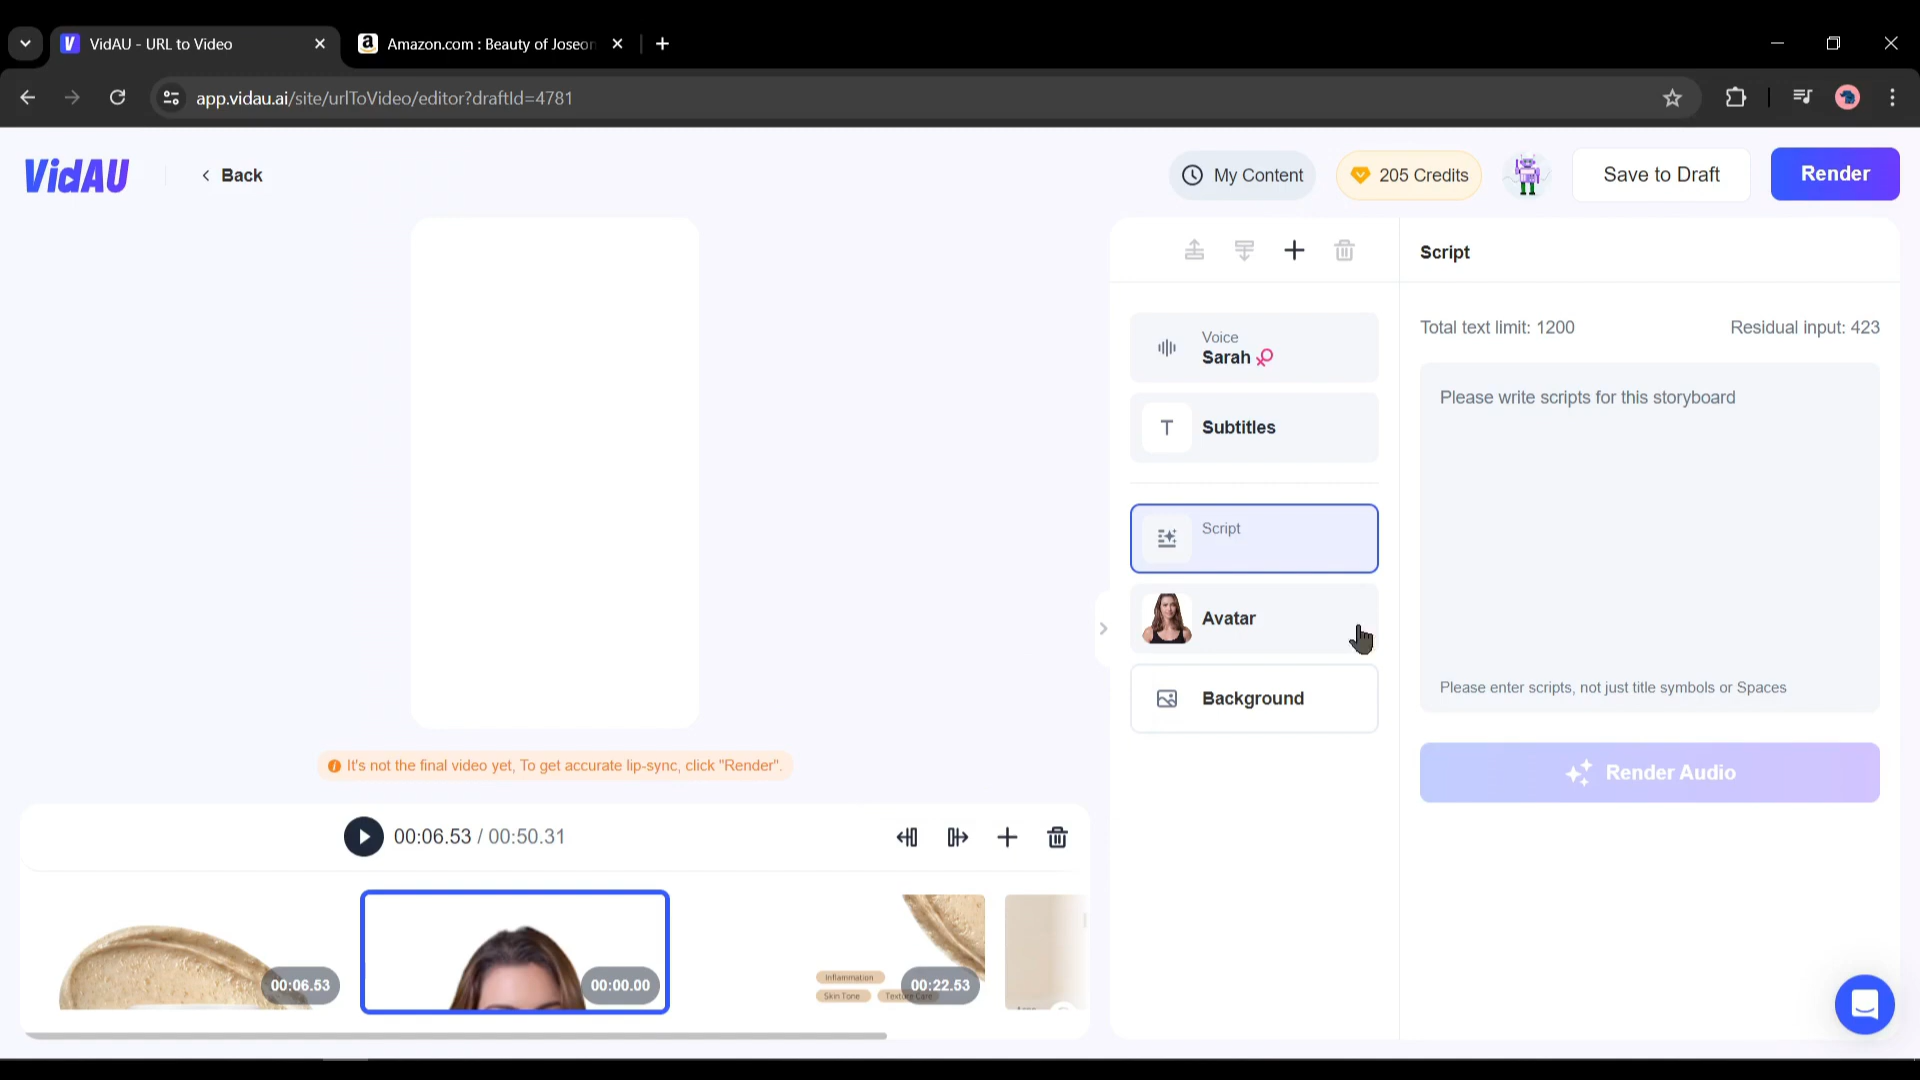 VidAU - URL to Video
Amazon.com : Beauty of Joseon
app.vidau.ai/site/urlToVideo/editor?draftId=4781
VidAU
Back
My Content
205 Credits
Save to Draft
Render
Script
Total text limit: 1200
Residual input: 423
Voice
Sarah
Please write scripts for this storyboard
T
Subtitles
Script
Avatar
Please enter scripts, not just title symbols or Spaces
Background
It's not the final video yet, To get accurate lip-sync, click "Render".
Render Audio
00:06.53 / 00:50.31
Inflammation
00:06.53
00:00.00
00:22.53
Skin Tone
Texture Care